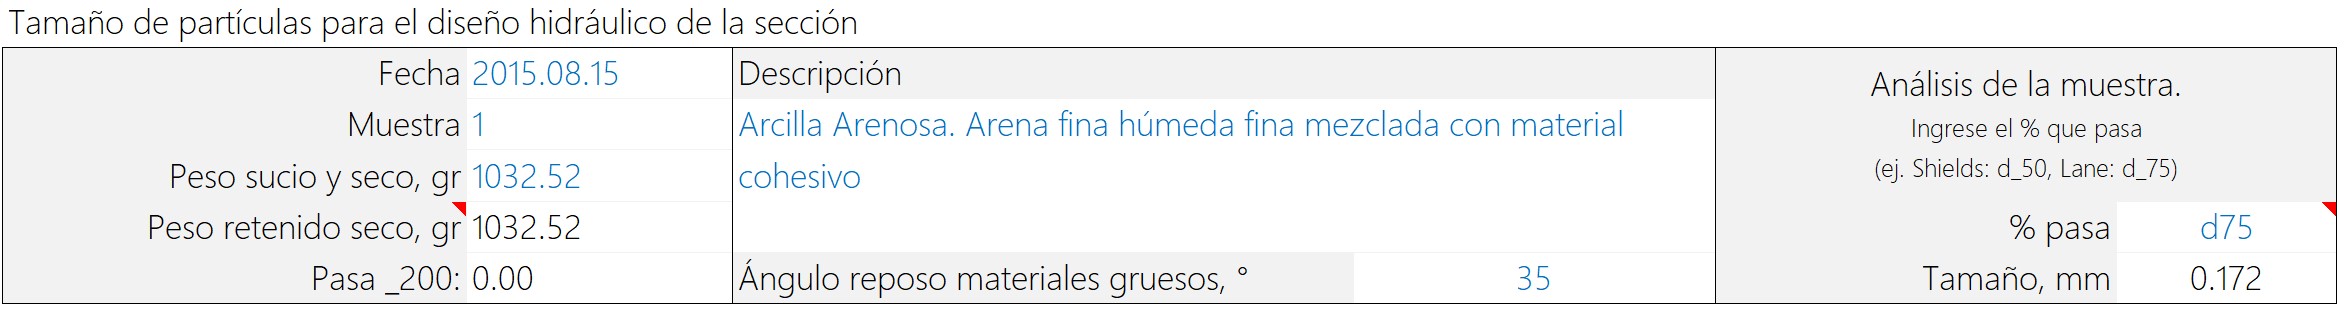 Tamaño de partículas para el diseño hidráulico de la sección
Fecha 2015.08.15
Muestra 1
Peso sucio y seco, gr 1032.52
Peso retenido seco, gr 1032.52
Pasa _200: 0.00
Descripción
Arcilla Arenosa. Arena fina húmeda fina mezclada con material
cohesivo
Ángulo reposo materiales gruesos, ° 35
Análisis de la muestra.
Ingrese el % que pasa
(ej. Shields: d_50, Lane: d_75)
% pasa d75
Tamaño, mm 0.172